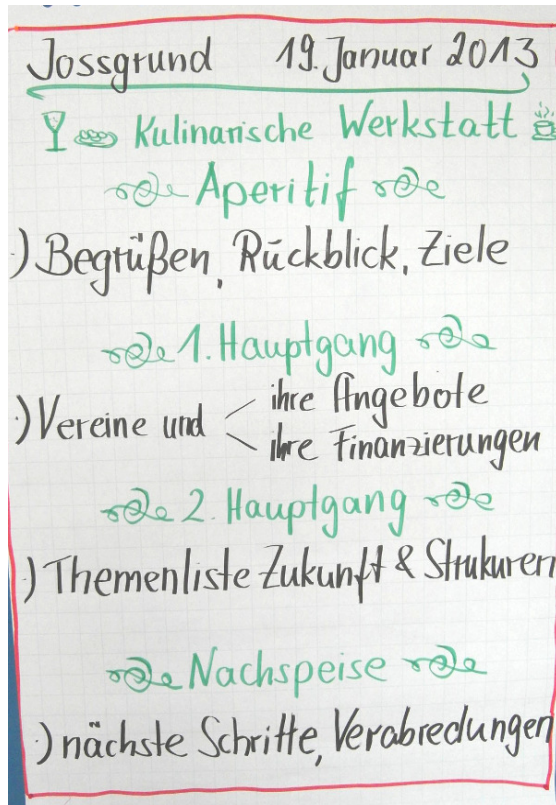 Jossgrund 19. Januar 2013
Kulinarische Werkstatt
Aperitif
·) Begrüßen, Rückblick, Ziele
1. Hauptgang
·) Vereine und < ihre Angebote
ihre Finanzierungen
2. Hauptgang
·) Themenliste Zukunft & Strukuren
Nachspeise
·) nächste Schritte, Verabredungen